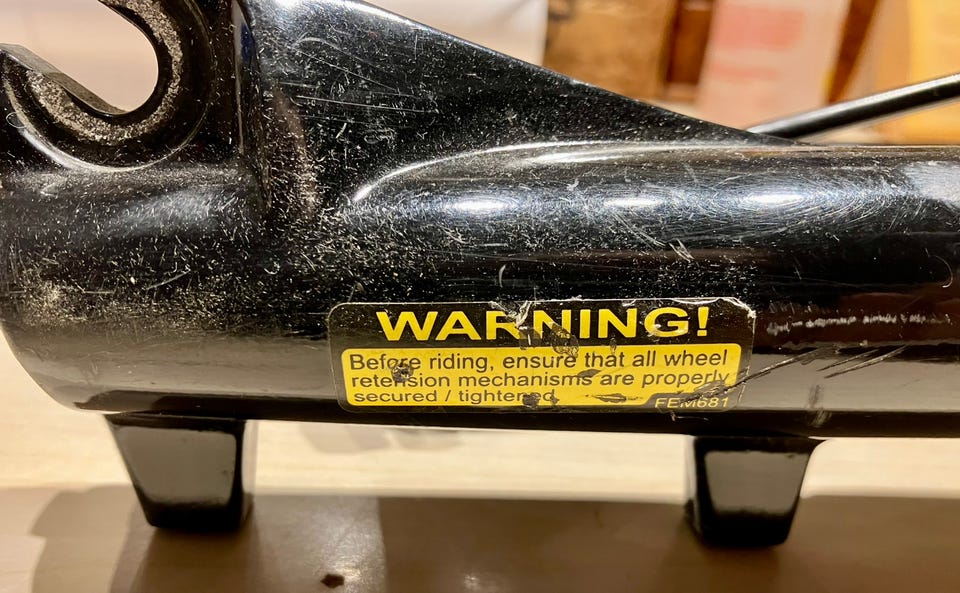 WARNING!
Before riding, ensure that all wheel
retension mechanisms are properly
secured / tightened
FEM681